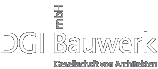 mbH
DGI Bauwerk
Gesellschaft von Architekten